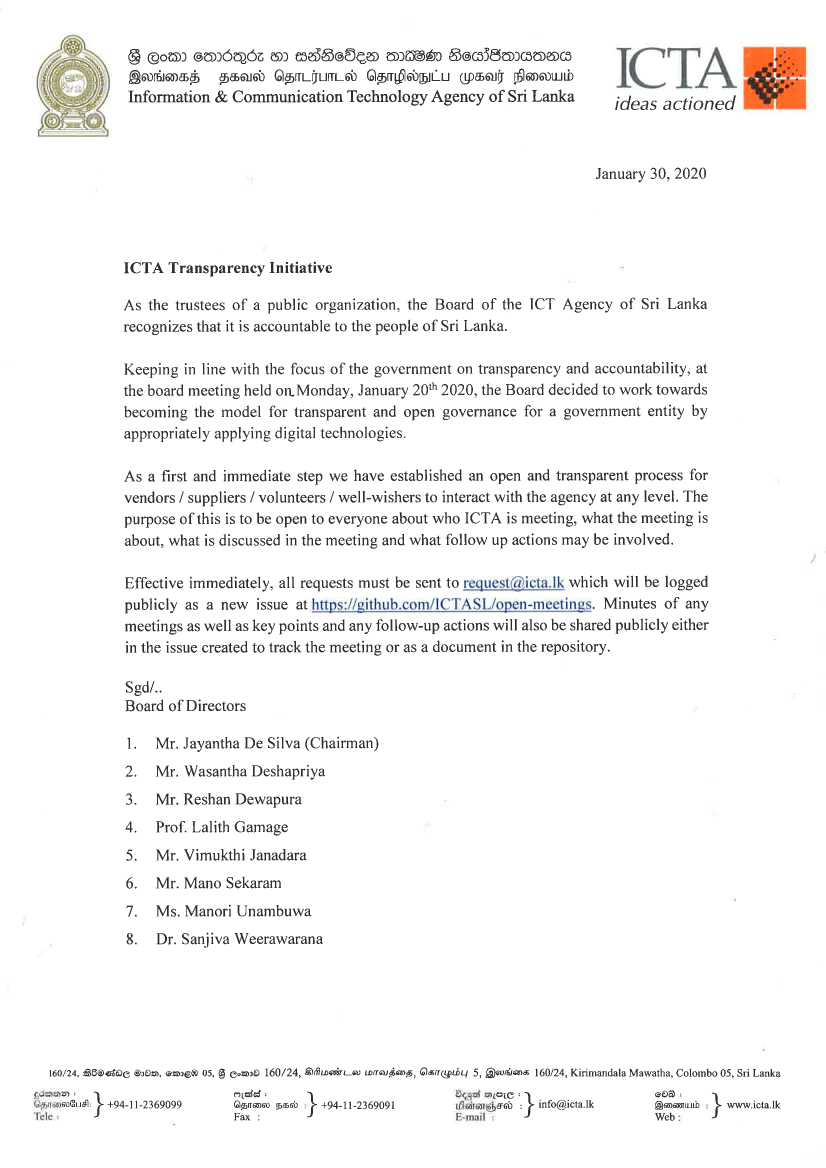 ශ්‍රී ලංකා තොරතුරු හා සන්නිවේදන තාක්ෂණ නියෝජිතායතනය
இலங்கைத் தகவல் தொடர்பாடல் தொழில்நுட்ப முகவர் நிலையம்
Information & Communication Technology Agency of Sri Lanka
ICTA
ideas actioned
January 30, 2020
ICTA Transparency Initiative
As the trustees of a public organization, the Board of the ICT Agency of Sri Lanka
recognizes that it is accountable to the people of Sri Lanka.
Keeping in line with the focus of the government on transparency and accountability, at
the board meeting held on Monday, January 20th 2020, the Board decided to work towards
becoming the model for transparent and open governance for a government entity by
appropriately applying digital technologies.
As a first and immediate step we have established an open and transparent process for
vendors / suppliers / volunteers / well-wishers to interact with the agency at any level. The
purpose of this is to be open to everyone about who ICTA is meeting, what the meeting is
about, what is discussed in the meeting and what follow up actions may be involved.
Effective immediately, all requests must be sent to request@icta.lk which will be logged
publicly as a new issue at https://github.com/ICTASL/open-meetings. Minutes of any
meetings as well as key points and any follow-up actions will also be shared publicly either
in the issue created to track the meeting or as a document in the repository.
Sgd/..
Board of Directors
1. Mr. Jayantha De Silva (Chairman)
2. Mr. Wasantha Deshapriya
3. Mr. Reshan Dewapura
4. Prof. Lalith Gamage
5. Mr. Vimukthi Janadara
6. Mr. Mano Sekaram
7. Ms. Manori Unambuwa
8. Dr. Sanjiva Weerawarana
160/24, කිරිමණ්ඩල මාවත, කොළඹ 05, ශ්‍රී ලංකාව 160/24, கிரிமண்டல மாவத்தை, கொழும்பு 5, இலங்கை 160/24, Kirimandala Mawatha, Colombo 05, Sri Lanka
දුරකතන :
தொலைபேசி: +94-11-2369099
Tele :
ෆැක්ස් :
தொலை நகல் : +94-11-2369091
Fax :
විද්‍යුත් තැපැල :
மின்னஞ்சல் : info@icta.lk
E-mail :
වෙබ් :
இணையம் : www.icta.lk
Web :